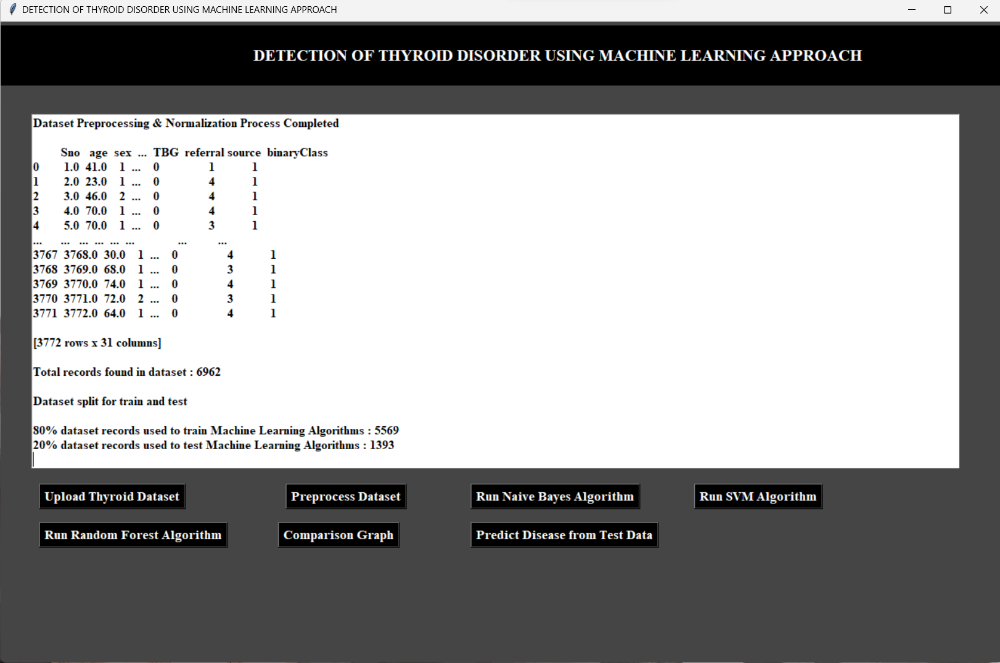 DETECTION OF THYROID DISORDER USING MACHINE LEARNING APPROACH
DETECTION OF THYROID DISORDER USING MACHINE LEARNING APPROACH
Dataset Preprocessing & Normalization Process Completed
Sno age sex ... TBG referral source binaryClass
0 1.0 41.0 1 ... 0 1 1
1 2.0 23.0 1 ... 0 4 1
2 3.0 46.0 2 ... 0 4 1
3 4.0 70.0 1 ... 0 4 1
4 5.0 70.0 1 ... 0 3 1
... ... ... ... ... ... ... ...
3767 3768.0 30.0 1 ... 0 4 1
3768 3769.0 68.0 1 ... 0 3 1
3769 3770.0 74.0 1 ... 0 4 1
3770 3771.0 72.0 2 ... 0 3 1
3771 3772.0 64.0 1 ... 0 4 1
[3772 rows x 31 columns]
Total records found in dataset : 6962
Dataset split for train and test
80% dataset records used to train Machine Learning Algorithms : 5569
20% dataset records used to test Machine Learning Algorithms : 1393
Upload Thyroid Dataset Preprocess Dataset Run Naive Bayes Algorithm Run SVM Algorithm
Run Random Forest Algorithm Comparison Graph Predict Disease from Test Data